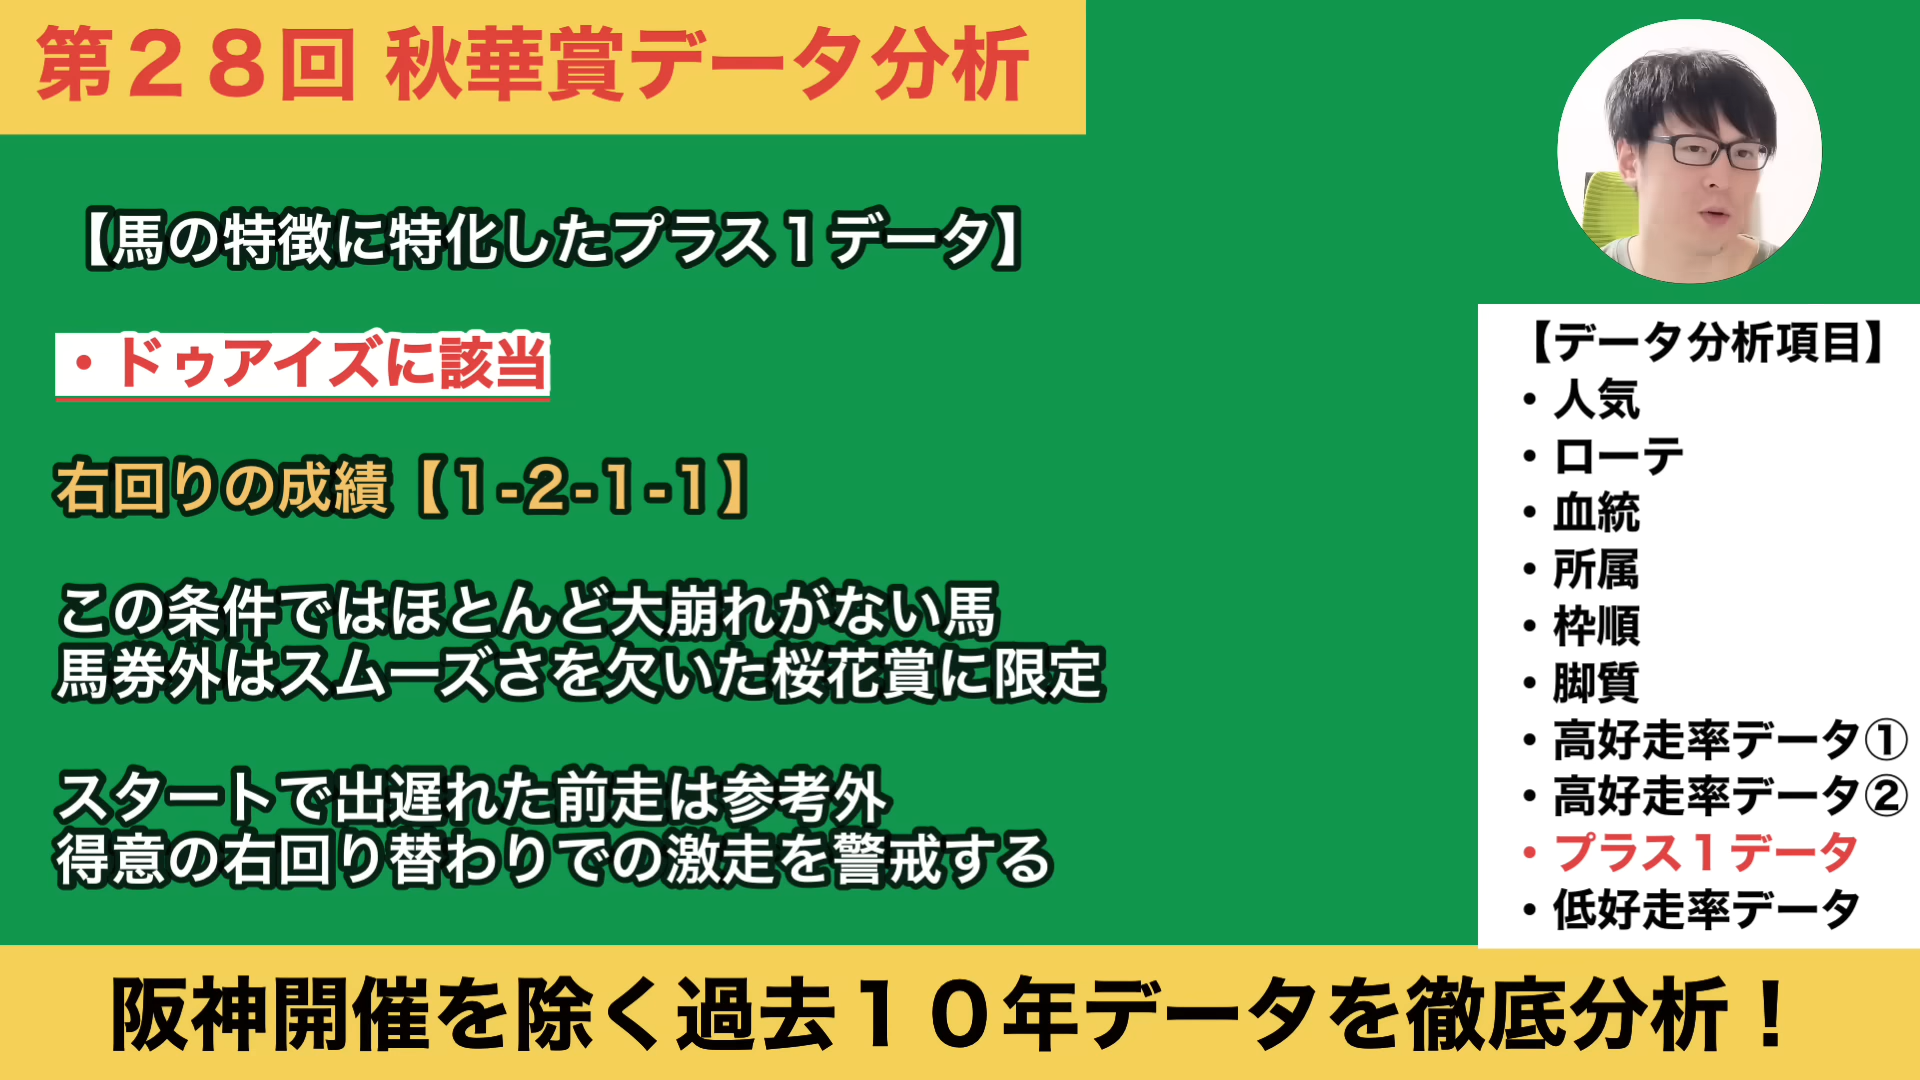 第２８回 秋華賞データ分析
【馬の特徴に特化したプラス１データ】
・ドゥアイズに該当
右回りの成績【１-２-１-１】
この条件ではほとんど大崩れがない馬
馬券外はスムーズさを欠いた桜花賞に限定
スタートで出遅れた前走は参考外
得意の右回り替わりでの激走を警戒する
【データ分析項目】
・人気
・ローテ
・血統
・所属
・枠順
・脚質
・高好走率データ①
・高好走率データ②
・プラス１データ
・低好走率データ
阪神開催を除く過去１０年データを徹底分析！